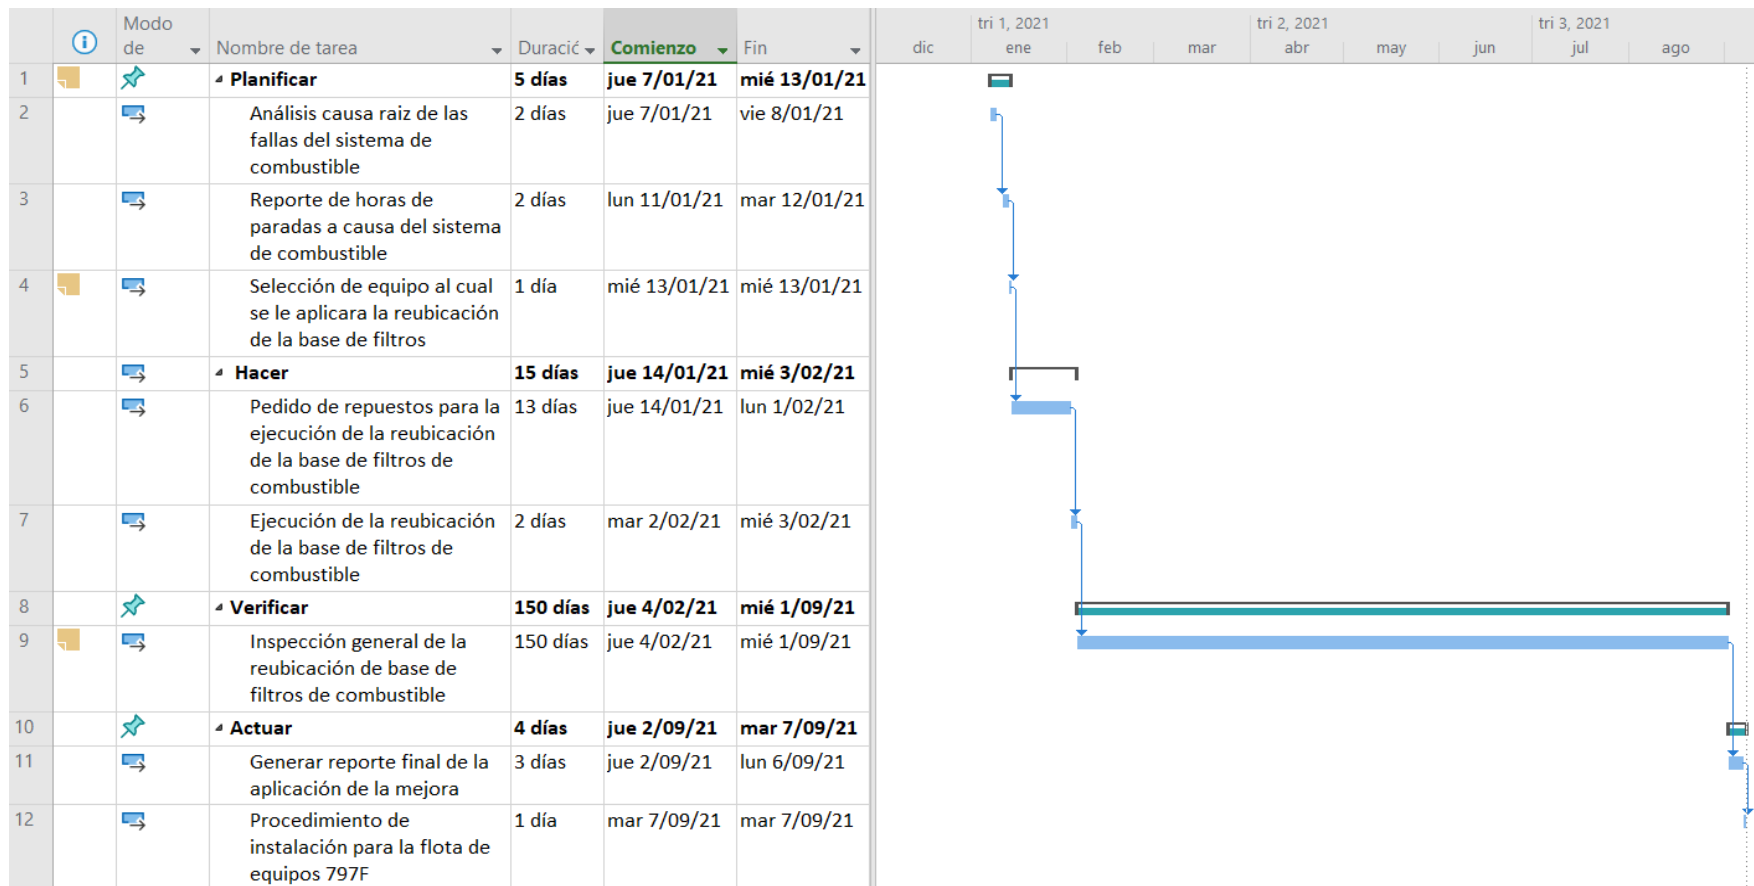 Modo de
Nombre de tarea
Duració
Comienzo
Fin
tri 1, 2021
tri 2, 2021
tri 3, 2021
dic
ene
feb
mar
abr
may
jun
jul
ago
1 Planificar 5 días jue 7/01/21 mié 13/01/21
2 Análisis causa raiz de las 2 días jue 7/01/21 vie 8/01/21
fallas del sistema de
combustible
3 Reporte de horas de 2 días lun 11/01/21 mar 12/01/21
paradas a causa del sistema
de combustible
4 Selección de equipo al cual 1 día mié 13/01/21 mié 13/01/21
se le aplicara la reubicación
de la base de filtros
5 Hacer 15 días jue 14/01/21 mié 3/02/21
6 Pedido de repuestos para la 13 días jue 14/01/21 lun 1/02/21
ejecución de la reubicación
de la base de filtros de
combustible
7 Ejecución de la reubicación 2 días mar 2/02/21 mié 3/02/21
de la base de filtros de
combustible
8 Verificar 150 días jue 4/02/21 mié 1/09/21
9 Inspección general de la 150 días jue 4/02/21 mié 1/09/21
reubicación de base de
filtros de combustible
10 Actuar 4 días jue 2/09/21 mar 7/09/21
11 Generar reporte final de la 3 días jue 2/09/21 lun 6/09/21
aplicación de la mejora
12 Procedimiento de 1 día mar 7/09/21 mar 7/09/21
instalación para la flota de
equipos 797F